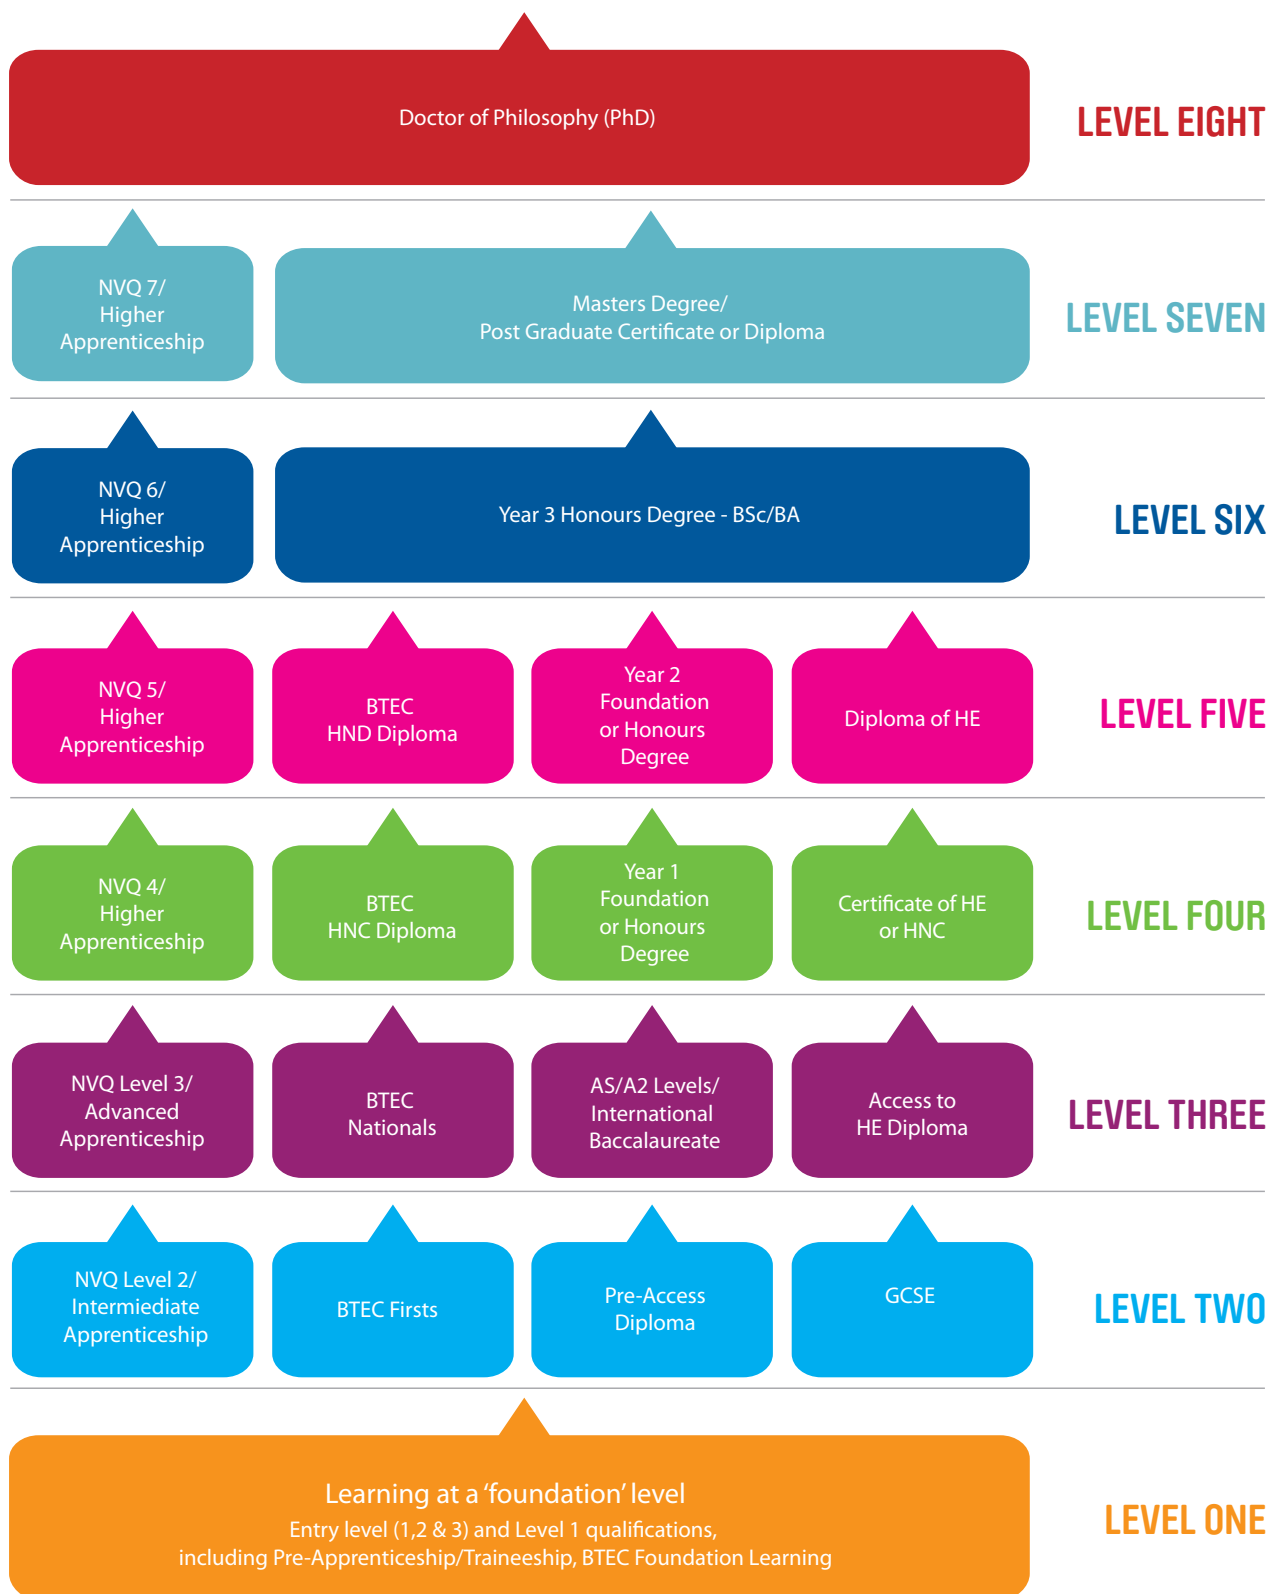 Doctor of Philosophy (PhD)
LEVEL EIGHT
NVQ 7/
Higher
Apprenticeship
Masters Degree/
Post Graduate Certificate or Diploma
LEVEL SEVEN
NVQ 6/
Higher
Apprenticeship
Year 3 Honours Degree - BSc/BA
LEVEL SIX
NVQ 5/
Higher
Apprenticeship
BTEC
HND Diploma
Year 2
Foundation
or Honours
Degree
Diploma of HE
LEVEL FIVE
NVQ 4/
Higher
Apprenticeship
BTEC
HNC Diploma
Year 1
Foundation
or Honours
Degree
Certificate of HE
or HNC
LEVEL FOUR
NVQ Level 3/
Advanced
Apprenticeship
BTEC
Nationals
AS/A2 Levels/
International
Baccalaureate
Access to
HE Diploma
LEVEL THREE
NVQ Level 2/
Intermiediate
Apprenticeship
BTEC Firsts
Pre-Access
Diploma
GCSE
LEVEL TWO
Learning at a ‘foundation’ level
Entry level (1,2 & 3) and Level 1 qualifications,
including Pre-Apprenticeship/Traineeship, BTEC Foundation Learning
LEVEL ONE